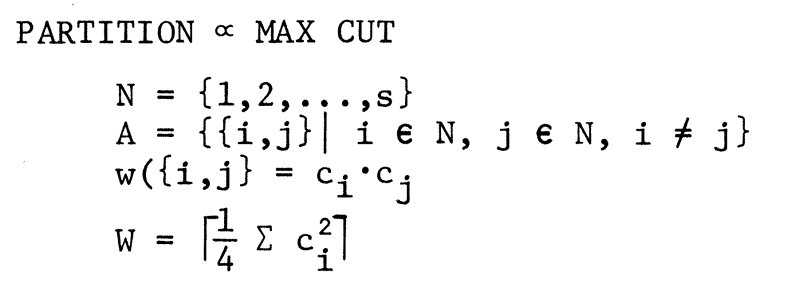 PARTITION ∝ MAX CUT
N = {1,2,...,s}
A = {{i,j}| i ∈ N, j ∈ N, i ≠ j}
w({i,j} = c_i·c_j
W = ⌈1/4 Σ c_i^2⌉